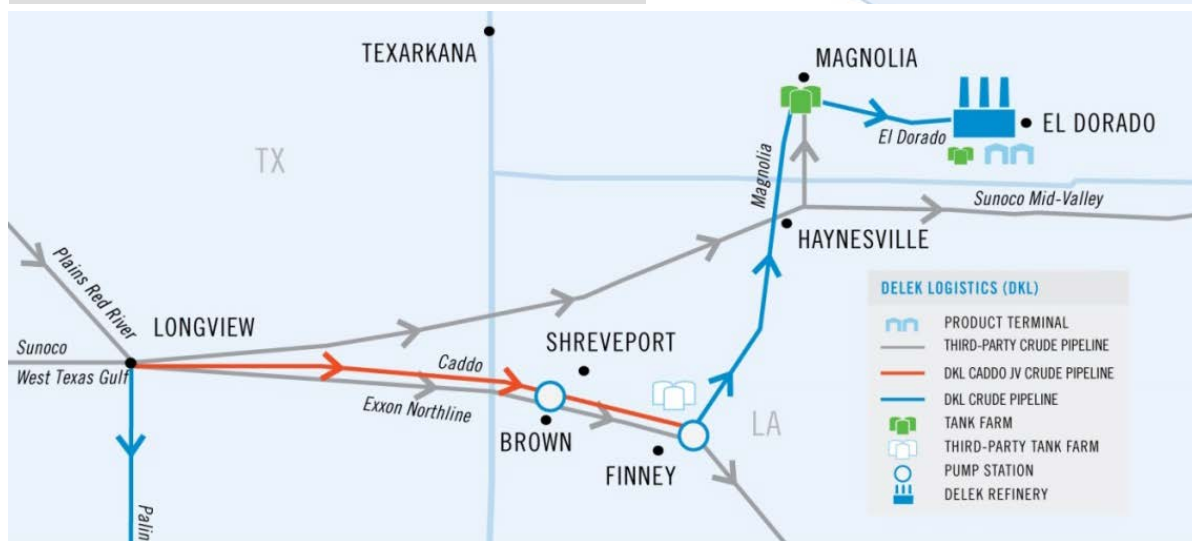 TEXARKANA
MAGNOLIA
EL DORADO
El Dorado
TX
Magnolia
Sunoco Mid-Valley
HAYNESVILLE
Plains Red River
LONGVIEW
Sunoco
West Texas Gulf
Caddo
SHREVEPORT
Exxon Northline
BROWN
FINNEY
LA
Palin
DELEK LOGISTICS (DKL)
PRODUCT TERMINAL
THIRD-PARTY CRUDE PIPELINE
DKL CADDO JV CRUDE PIPELINE
DKL CRUDE PIPELINE
TANK FARM
THIRD-PARTY TANK FARM
PUMP STATION
DELEK REFINERY